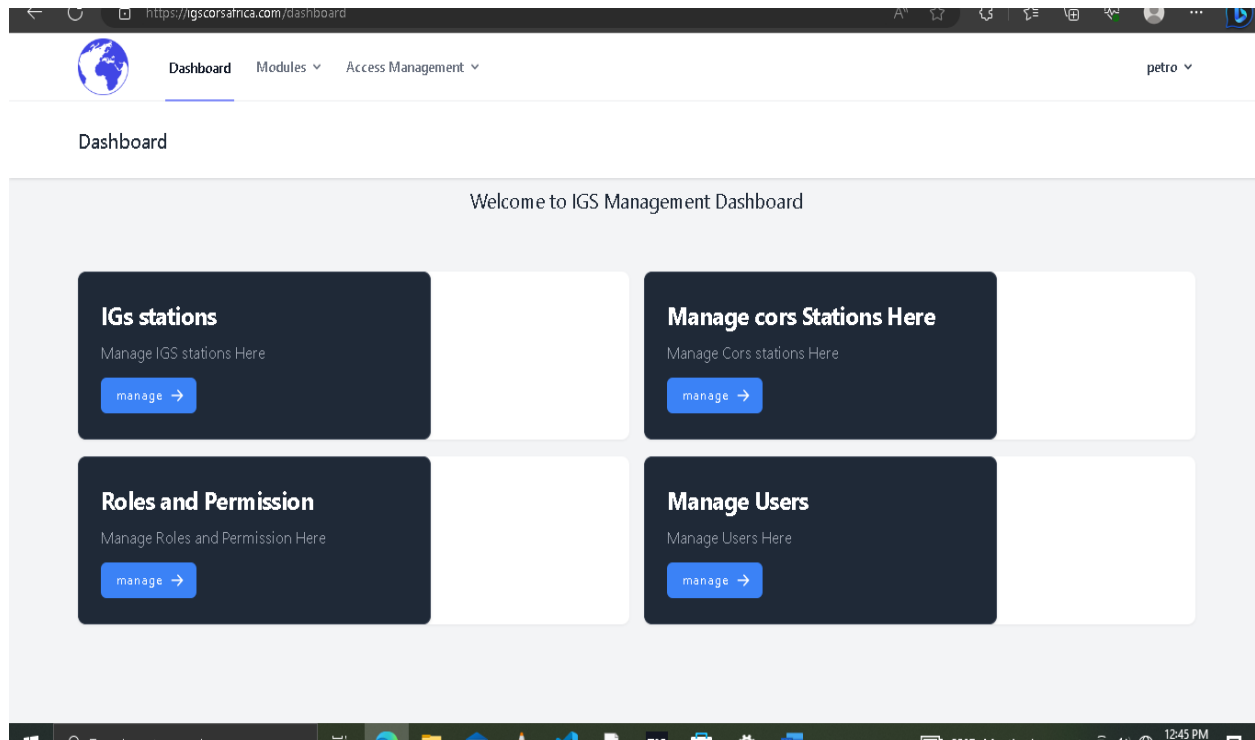 https://igscorsafrica.com/dashboard
Dashboard Modules Access Management petro
Dashboard
Welcome to IGS Management Dashboard
IGs stations
Manage IGS stations Here
manage →
Manage cors Stations Here
Manage Cors stations Here
manage →
Roles and Permission
Manage Roles and Permission Here
manage →
Manage Users
Manage Users Here
manage →
12:45 PM